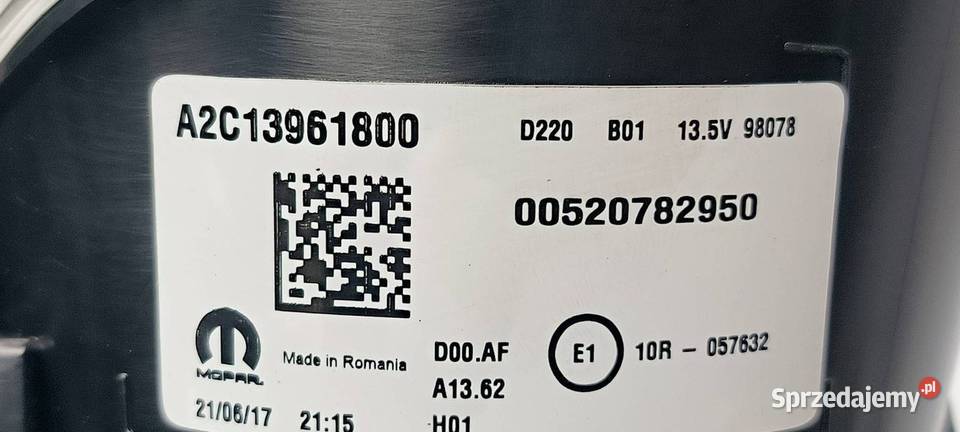 A2C13961800
D220 B01 13.5V 98078
00520782950
MOPAR
Made in Romania
D00.AF
A13.62
H01
E1
10R - 057632
21/06/17 21:15
Sprzedajemy.pl